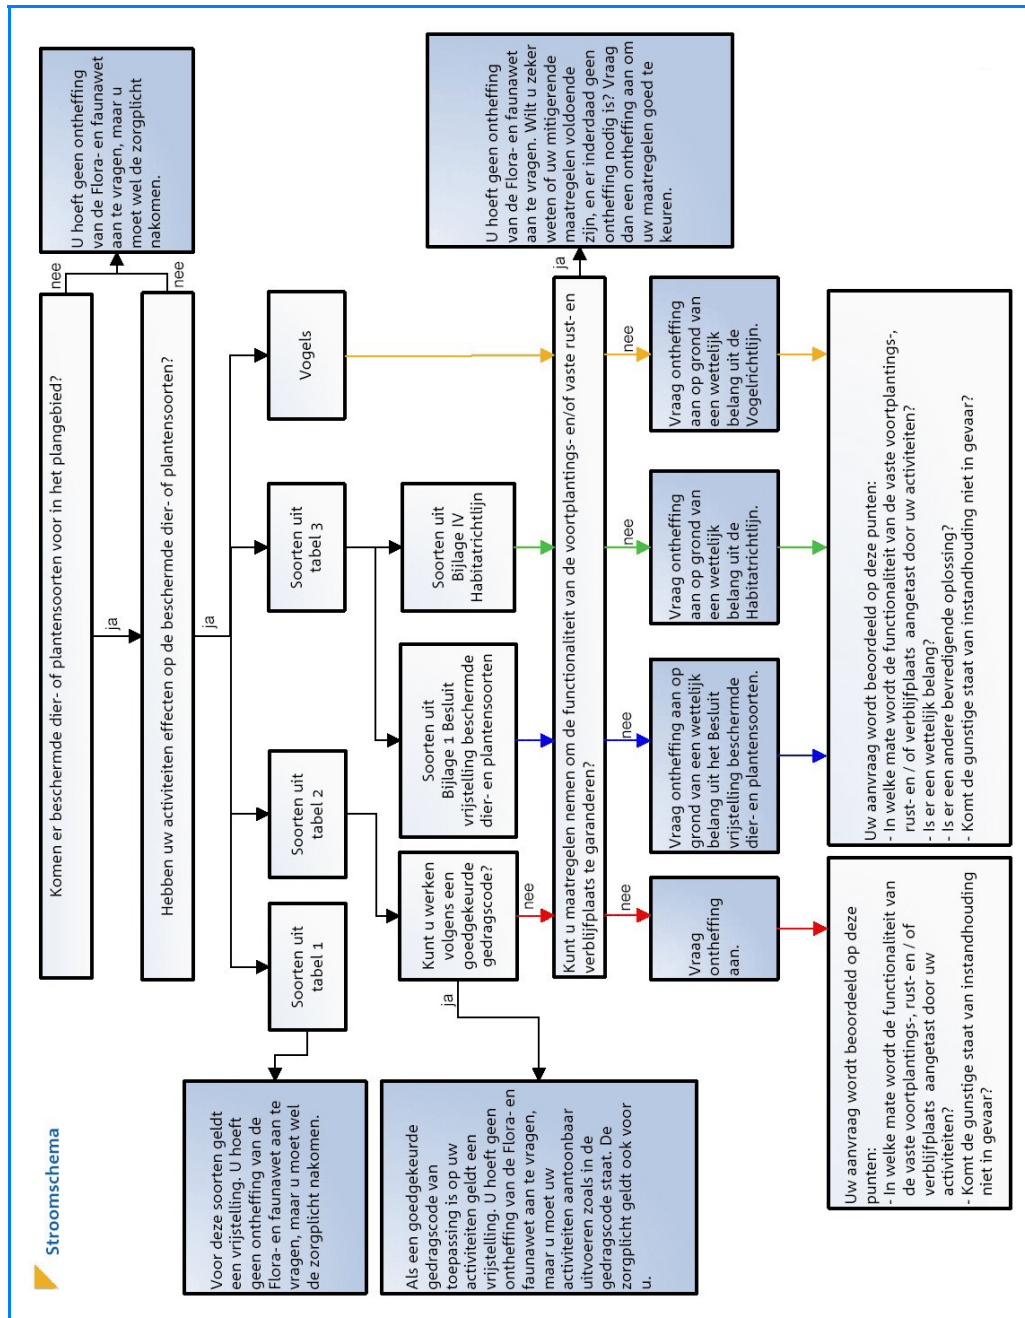 Stroomschema
Komen er beschermde dier- of plantensoorten voor in het plangebied?
nee
U hoeft geen ontheffing
van de Flora- en faunawet
aan te vragen, maar u
moet wel de zorgplicht
nakomen.
ja
Hebben uw activiteiten effecten op de beschermde dier- of plantensoorten?
nee
ja
Voor deze soorten geldt
een vrijstelling. U hoeft
geen ontheffing van de
Flora- en faunawet aan te
vragen, maar u moet wel
de zorgplicht nakomen.
Soorten uit
tabel 1
Soorten uit
tabel 2
Soorten uit
tabel 3
Vogels
Als een goedgekeurde
gedragscode van
toepassing is op uw
activiteiten geldt een
vrijstelling. U hoeft geen
ontheffing van de Flora- en
faunawet aan te vragen,
maar u moet uw
activiteiten aantoonbaar
uitvoeren zoals in de
gedragscode staat. De
zorgplicht geldt ook voor
u.
ja
Kunt u werken
volgens een
goedgekeurde
gedragscode?
nee
Soorten uit
Bijlage 1 Besluit
vrijstelling beschermde
dier- en plantensoorten
Soorten uit
Bijlage IV
Habitatrichtlijn
Kunt u maatregelen nemen om de functionaliteit van de voortplantings- en/of vaste rust- en
verblijfplaats te garanderen?
ja
U hoeft geen ontheffing
van de Flora- en faunawet
aan te vragen. Wilt u zeker
weten of uw mitigerende
maatregelen voldoende
zijn, en er inderdaad geen
ontheffing nodig is? Vraag
dan een ontheffing aan om
uw maatregelen goed te
keuren.
nee
nee
nee
nee
Vraag
ontheffing
aan.
Vraag ontheffing aan op
grond van een wettelijk
belang uit het Besluit
vrijstelling beschermde
dier- en plantensoorten.
Vraag ontheffing
aan op grond van
een wettelijk
belang uit de
Habitatrichtlijn.
Vraag ontheffing
aan op grond van
een wettelijk
belang uit de
Vogelrichtlijn.
Uw aanvraag wordt beoordeeld op deze
punten:
- In welke mate wordt de functionaliteit van
de vaste voortplantings-, rust- en / of
verblijfplaats aangetast door uw
activiteiten?
- Komt de gunstige staat van instandhouding
niet in gevaar?
Uw aanvraag wordt beoordeeld op deze punten:
- In welke mate wordt de functionaliteit van de vaste voortplantings-,
rust- en / of verblijfplaats aangetast door uw activiteiten?
- Is er een wettelijk belang?
- Is er een andere bevredigende oplossing?
- Komt de gunstige staat van instandhouding niet in gevaar?